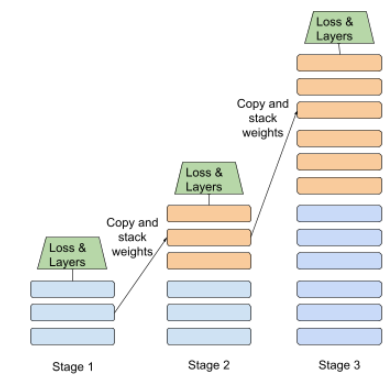 Loss &
Layers
Copy and
stack
weights
Loss &
Layers
Copy and
stack
weights
Loss &
Layers
Stage 1
Stage 2
Stage 3